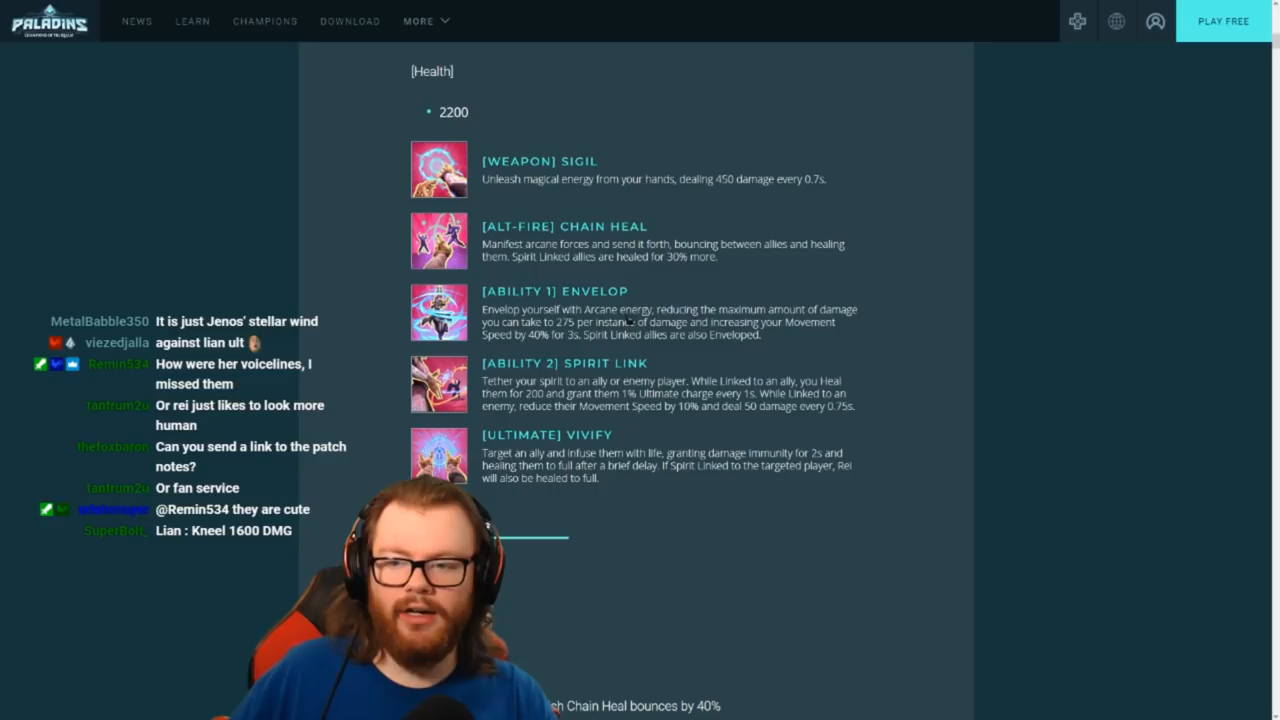 PALADINS
CHAMPIONS OF THE REALM
NEWS
LEARN
CHAMPIONS
DOWNLOAD
MORE
PLAY FREE
[Health]
• 2200
[WEAPON] SIGIL
Unleash magical energy from your hands, dealing 450 damage every 0.7s.
[ALT-FIRE] CHAIN HEAL
Manifest arcane forces and send it forth, bouncing between allies and healing
them. Spirit Linked allies are healed for 30% more.
[ABILITY 1] ENVELOP
Envelop yourself with Arcane energy, reducing the maximum amount of damage
you can take to 275 per instance of damage and increasing your Movement
Speed by 40% for 3s. Spirit Linked allies are also Enveloped.
[ABILITY 2] SPIRIT LINK
Tether your spirit to an ally or enemy player. While Linked to an ally, you Heal
them for 200 and grant them 1% Ultimate charge every 1s. While Linked to an
enemy, reduce their Movement Speed by 10% and deal 50 damage every 0.75s.
[ULTIMATE] VIVIFY
Target an ally and infuse them with life, granting damage immunity for 2s and
healing them to full after a brief delay. If Spirit Linked to the targeted player, Rei
will also be healed to full.
MetalBabble350 It is just Jenos' stellar wind
viezedjalla against lian ult
Remin534 How were her voicelines, I
missed them
tantrum2u Or rei just likes to look more
human
thefoxbaron Can you send a link to the patch
notes?
tantrum2u Or fan service
@Remin534 they are cute
SuperBolt_ Lian : Kneel 1600 DMG
ch Chain Heal bounces by 40%